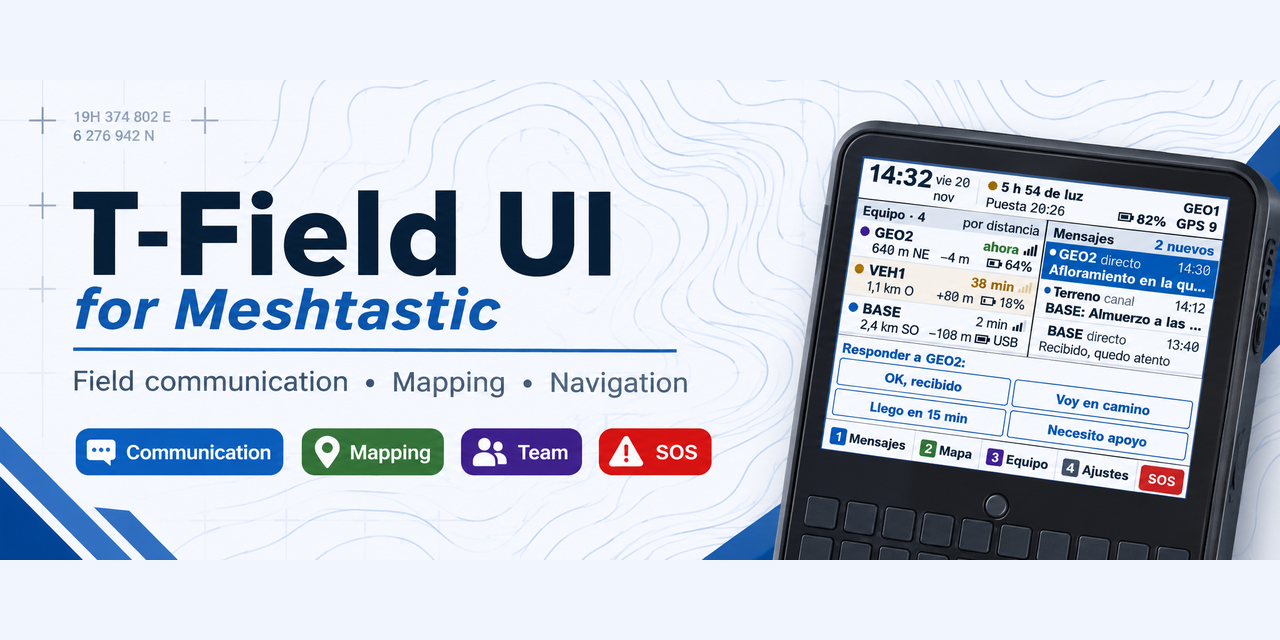 19H 374 802 E
6 276 942 N
T-Field UI
for Meshtastic
Field communication • Mapping • Navigation
Communication
Mapping
Team
SOS
14:32 vie 20 nov
5 h 54 de luz
Puesta 20:26
82%
GEO1
GPS 9
Equipo · 4 por distancia
GEO2 ahora
640 m NE −4 m 64%
VEH1 38 min
1,1 km O +80 m 18%
BASE 2 min
2,4 km SO −108 m USB
Mensajes 2 nuevos
GEO2 directo 14:30
Afloramiento en la qu...
Terreno canal 14:12
BASE: Almuerzo a las ...
BASE directo 13:40
Recibido, quedo atento
Responder a GEO2:
OK, recibido
Voy en camino
Llego en 15 min
Necesito apoyo
1 Mensajes
2 Mapa
3 Equipo
4 Ajustes
SOS